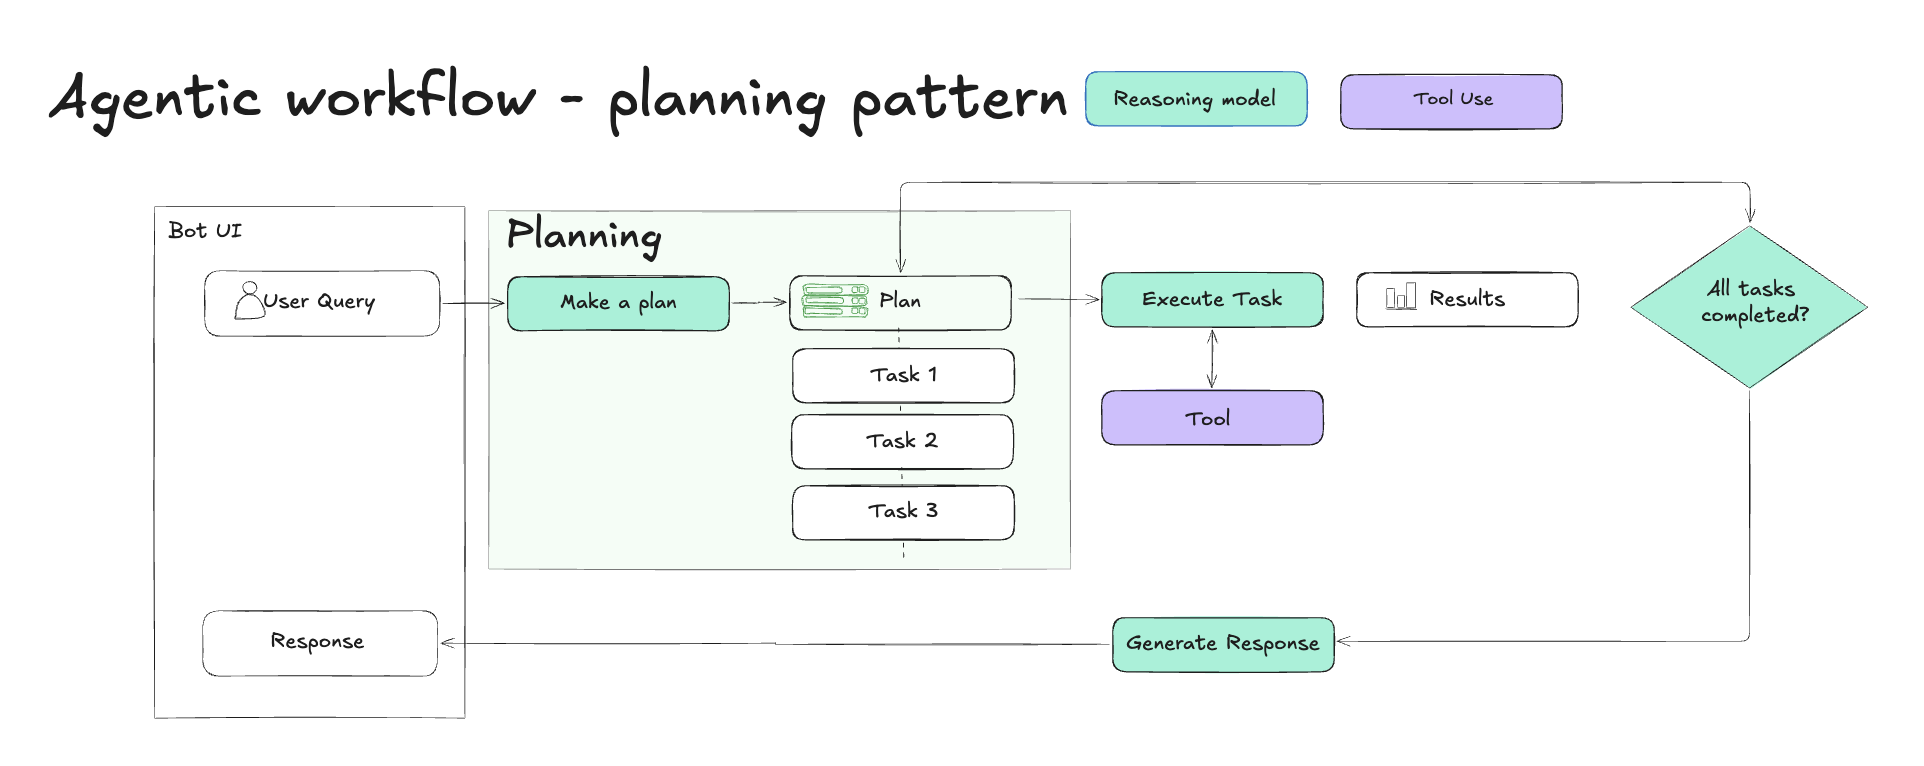 Agentic workflow - planning pattern
Reasoning model
Tool Use
Bot UI
User Query
Planning
Make a plan
Plan
Task 1
Task 2
Task 3
Execute Task
Tool
Results
All tasks
completed?
Generate Response
Response